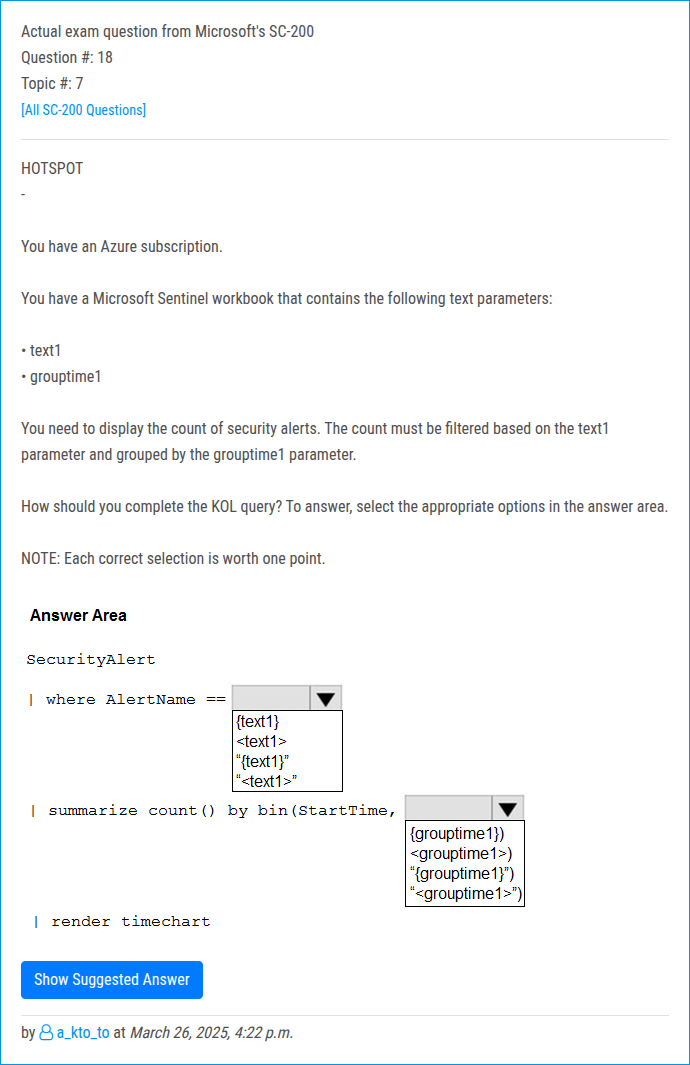 Actual exam question from Microsoft's SC-200
Question #: 18
Topic #: 7
[All SC-200 Questions]
HOTSPOT
-
You have an Azure subscription.
You have a Microsoft Sentinel workbook that contains the following text parameters:
• text1
• grouptime1
You need to display the count of security alerts. The count must be filtered based on the text1
parameter and grouped by the grouptime1 parameter.
How should you complete the KOL query? To answer, select the appropriate options in the answer area.
NOTE: Each correct selection is worth one point.
Answer Area
SecurityAlert
| where AlertName ==
{text1}
<text1>
“{text1}”
“<text1>”
| summarize count() by bin(StartTime,
{grouptime1})
<grouptime1>)
“{grouptime1}”)
“<grouptime1>”)
| render timechart
Show Suggested Answer
by a_kto_to at March 26, 2025, 4:22 p.m.